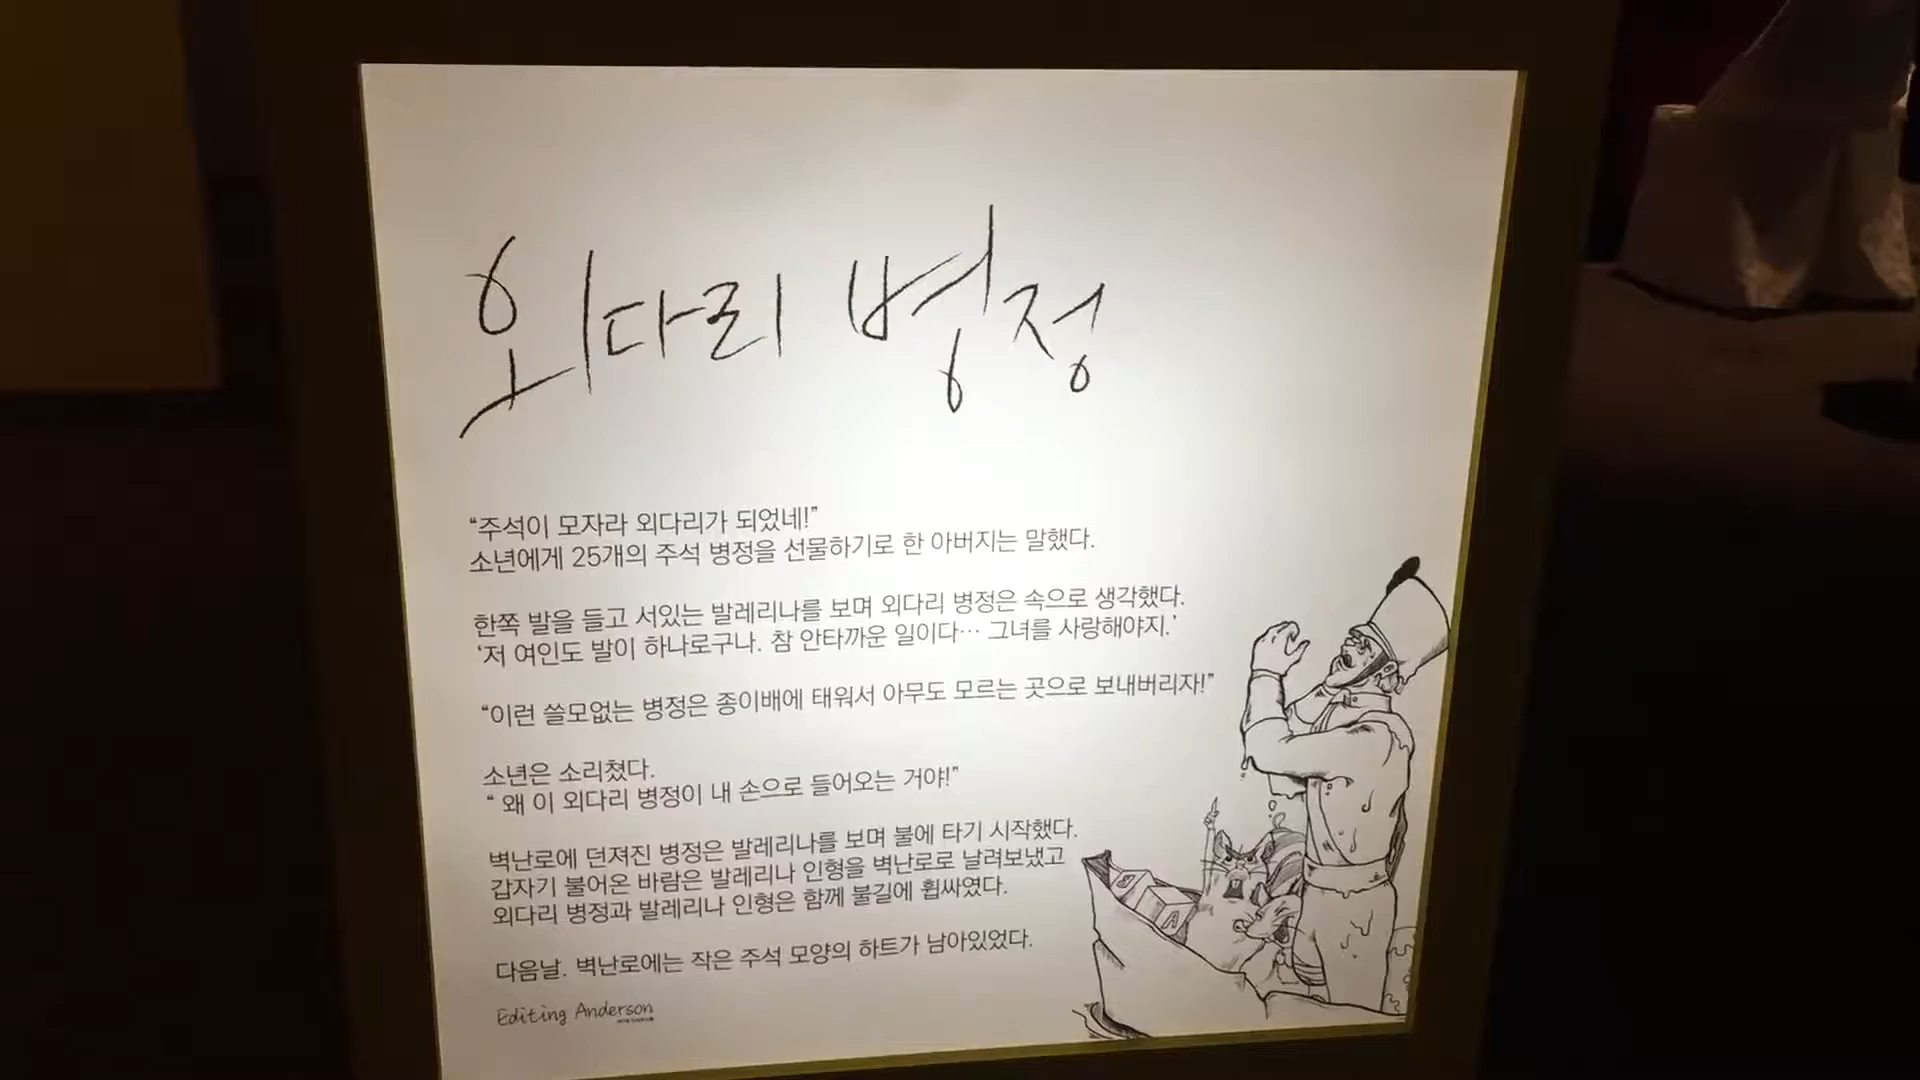 외다리 병정
“주석이 모자라 외다리가 되었네!”
소년에게 25개의 주석 병정을 선물하기로 한 아버지는 말했다.
한쪽 발을 들고 서있는 발레리나를 보며 외다리 병정은 속으로 생각했다.
‘저 여인도 발이 하나로구나. 참 안타까운 일이다… 그녀를 사랑해야지.’
“이런 쓸모없는 병정은 종이배에 태워서 아무도 모르는 곳으로 보내버리자!”
소년은 소리쳤다.
“ 왜 이 외다리 병정이 내 손으로 들어오는 거야!”
벽난로에 던져진 병정은 발레리나를 보며 불에 타기 시작했다.
갑자기 불어온 바람은 발레리나 인형을 벽난로로 날려보냈고
외다리 병정과 발레리나 인형은 함께 불길에 휩싸였다.
다음날. 벽난로에는 작은 주석 모양의 하트가 남아있었다.
Editing Anderson